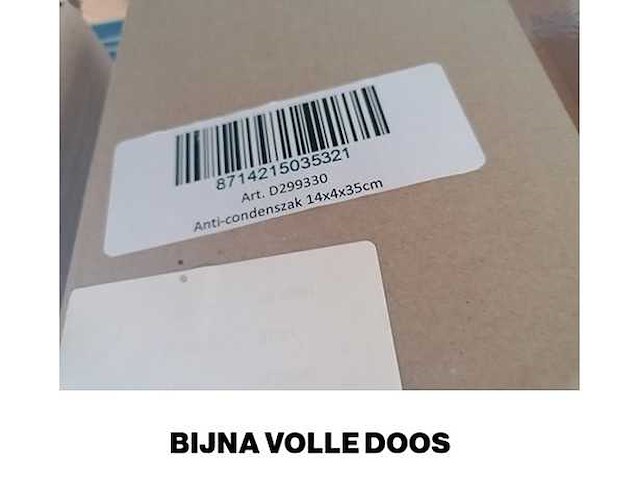 8714215035321
Art. D299330
Anti-condenszak 14x4x35cm
BIJNA VOLLE DOOS